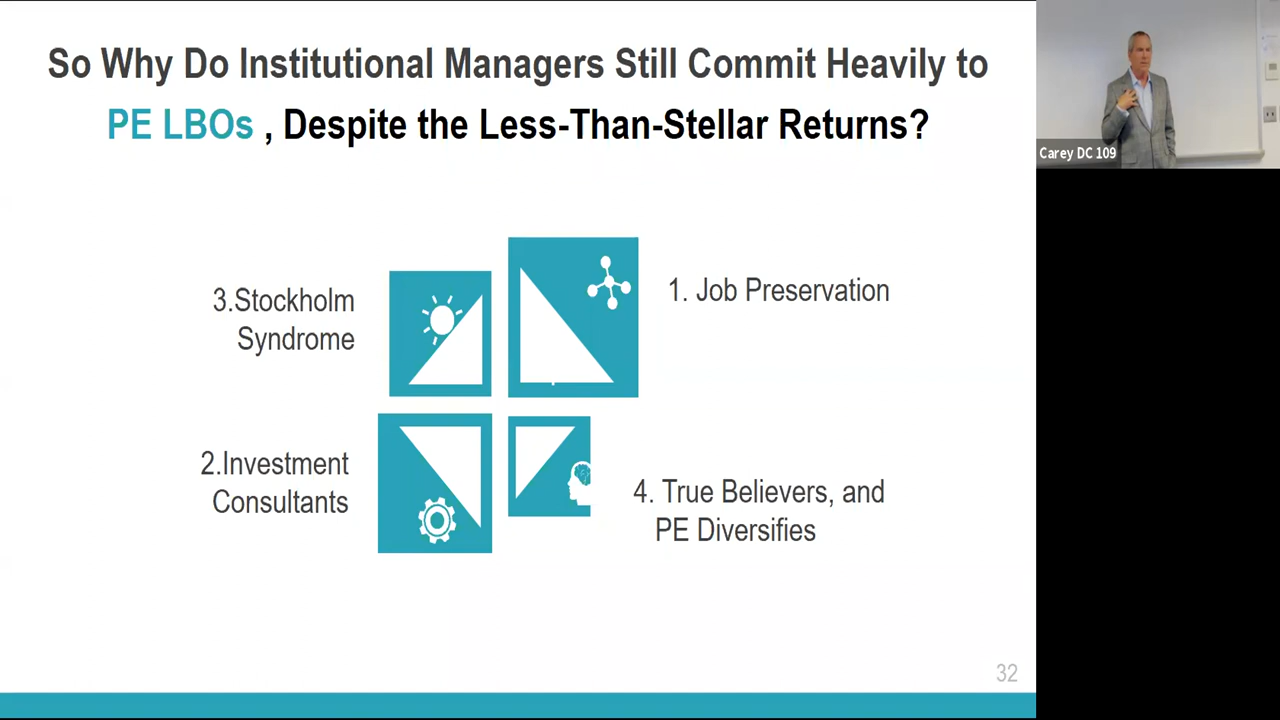 So Why Do Institutional Managers Still Commit Heavily to
PE LBOs , Despite the Less-Than-Stellar Returns?
Carey DC 109
3.Stockholm
Syndrome
1. Job Preservation
2.Investment
Consultants
4. True Believers, and
PE Diversifies
32